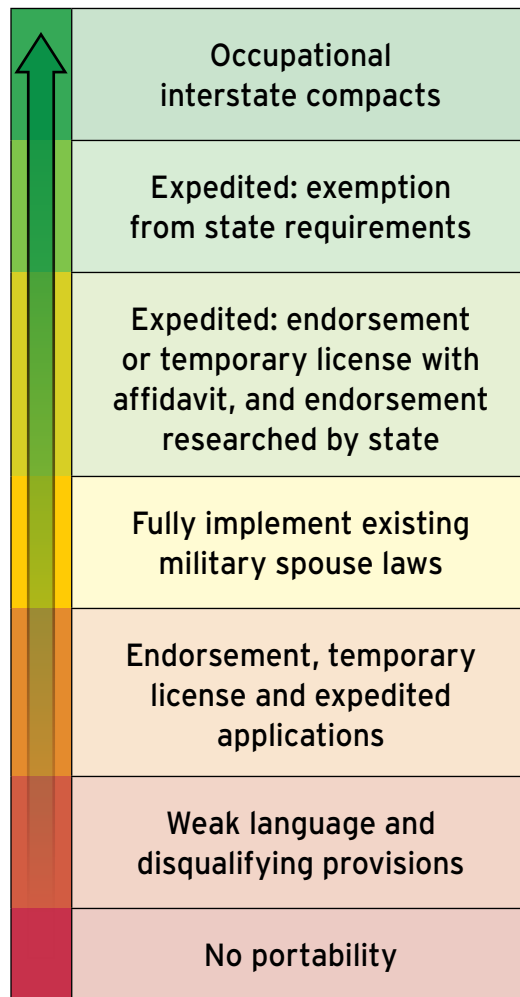 Occupational
interstate compacts
Expedited: exemption
from state requirements
Expedited: endorsement
or temporary license with
affidavit, and endorsement
researched by state
Fully implement existing
military spouse laws
Endorsement, temporary
license and expedited
applications
Weak language and
disqualifying provisions
No portability